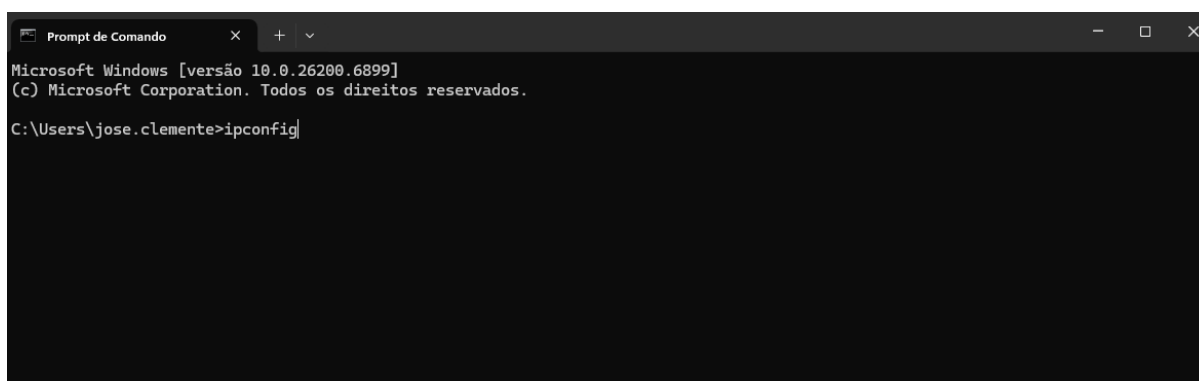 Prompt de Comando
Microsoft Windows [versão 10.0.26200.6899]
(c) Microsoft Corporation. Todos os direitos reservados.
C:\Users\jose.clemente>ipconfig